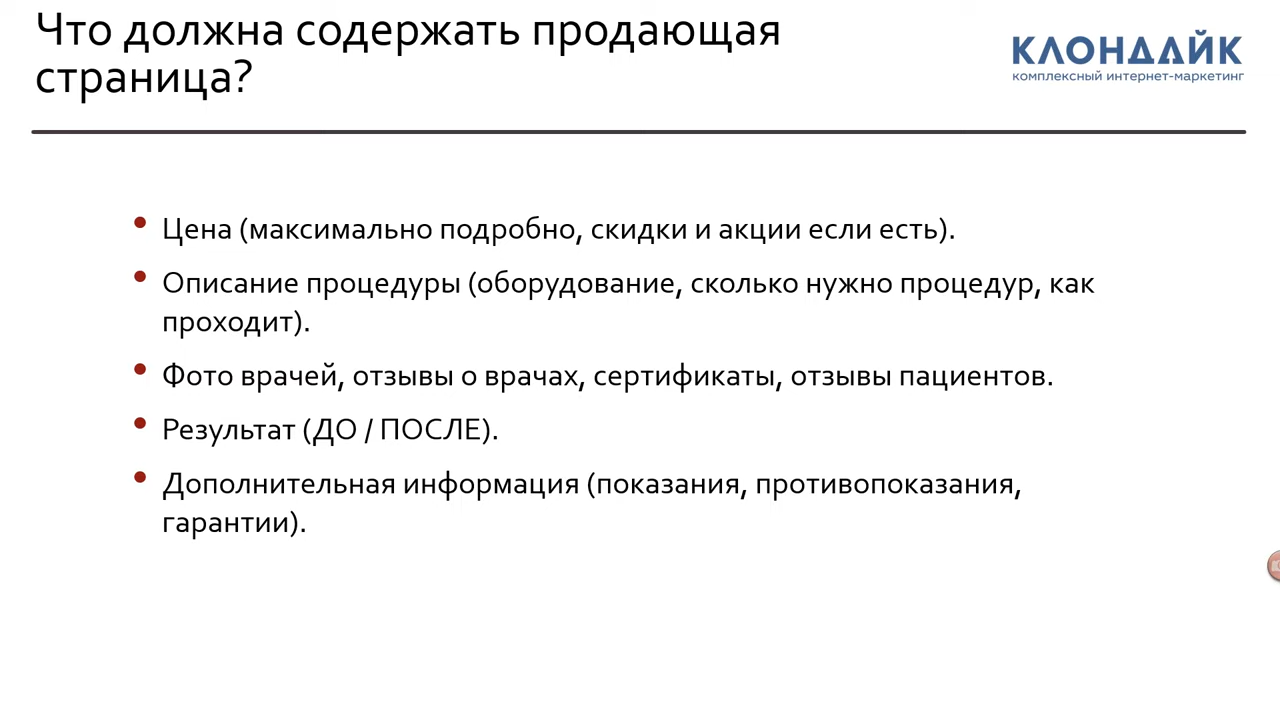 Что должна содержать продающая
страница?
КЛОНДАЙК
комплексный интернет-маркетинг
• Цена (максимально подробно, скидки и акции если есть).
• Описание процедуры (оборудование, сколько нужно процедур, как
проходит).
• Фото врачей, отзывы о врачах, сертификаты, отзывы пациентов.
• Результат (ДО / ПОСЛЕ).
• Дополнительная информация (показания, противопоказания,
гарантии).